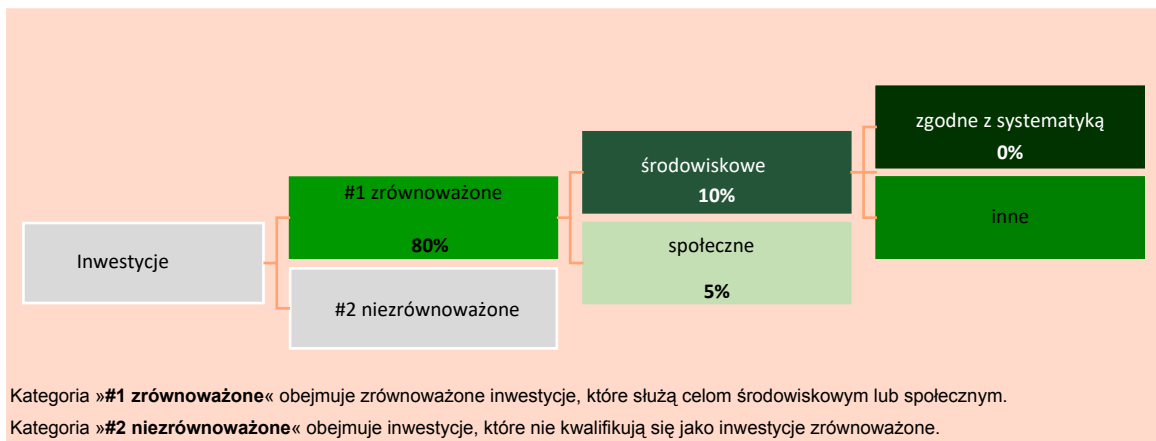 Inwestycje
#1 zrównoważone
80%
#2 niezrównoważone
środowiskowe
10%
społeczne
5%
zgodne z systematyką
0%
inne
Kategoria »#1 zrównoważone« obejmuje zrównoważone inwestycje, które służą celom środowiskowym lub społecznym.
Kategoria »#2 niezrównoważone« obejmuje inwestycje, które nie kwalifikują się jako inwestycje zrównoważone.